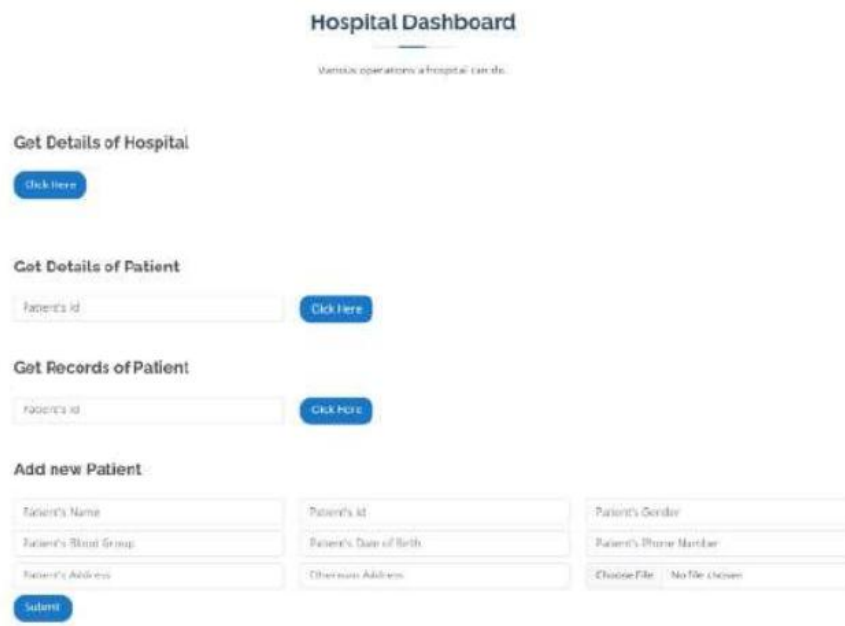 Hospital Dashboard
Various operations a hospital can do.
Get Details of Hospital
Click Here
Get Details of Patient
Patient's Id Click Here
Get Records of Patient
Patient's Id Click Here
Add new Patient
Patient's Name Patient's Id Patient's Gender
Patient's Blood Group Patient's Date of Birth Patient's Phone Number
Patient's Address Ethereum Address Choose File No file chosen
Submit